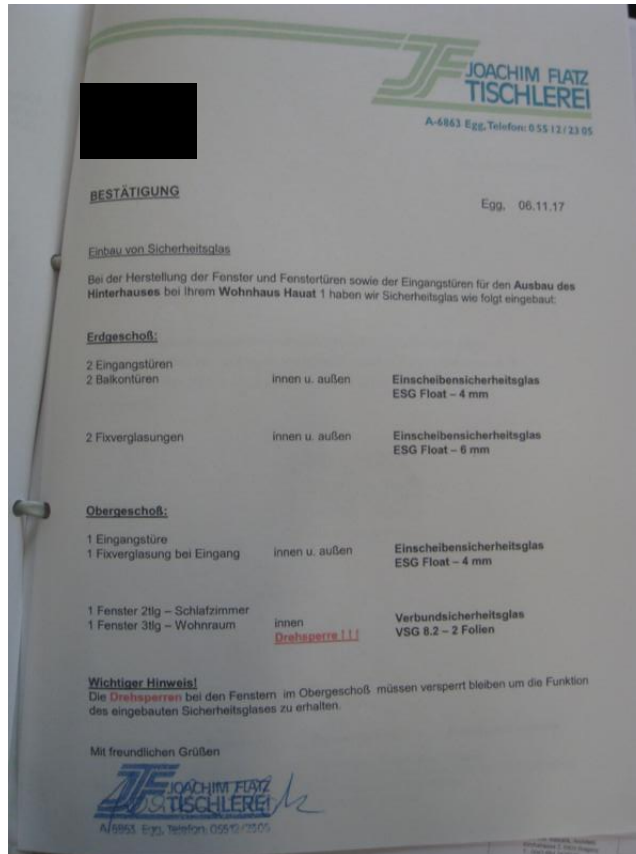 JOACHIM FLATZ
TISCHLEREI
A-6863 Egg, Telefon: 0 55 12 / 23 05
BESTÄTIGUNG
Egg, 06.11.17
Einbau von Sicherheitsglas
Bei der Herstellung der Fenster und Fenstertüren sowie der Eingangstüren für den Ausbau des
Hinterhauses bei Ihrem Wohnhaus Hauat 1 haben wir Sicherheitsglas wie folgt eingebaut:
Erdgeschoß:
2 Eingangstüren
2 Balkontüren innen u. außen Einscheibensicherheitsglas
ESG Float – 4 mm
2 Fixverglasungen innen u. außen Einscheibensicherheitsglas
ESG Float – 6 mm
Obergeschoß:
1 Eingangstüre
1 Fixverglasung bei Eingang innen u. außen Einscheibensicherheitsglas
ESG Float – 4 mm
1 Fenster 2tlg – Schlafzimmer
1 Fenster 3tlg – Wohnraum innen Verbundsicherheitsglas
Drehsperre ! ! ! VSG 8.2 – 2 Folien
Wichtiger Hinweis!
Die Drehsperren bei den Fenstern im Obergeschoß müssen versperrt bleiben um die Funktion
des eingebauten Sicherheitsglases zu erhalten.
Mit freundlichen Grüßen
JOACHIM FLATZ
TISCHLEREI
A-6863 Egg, Telefon: 05512/2305